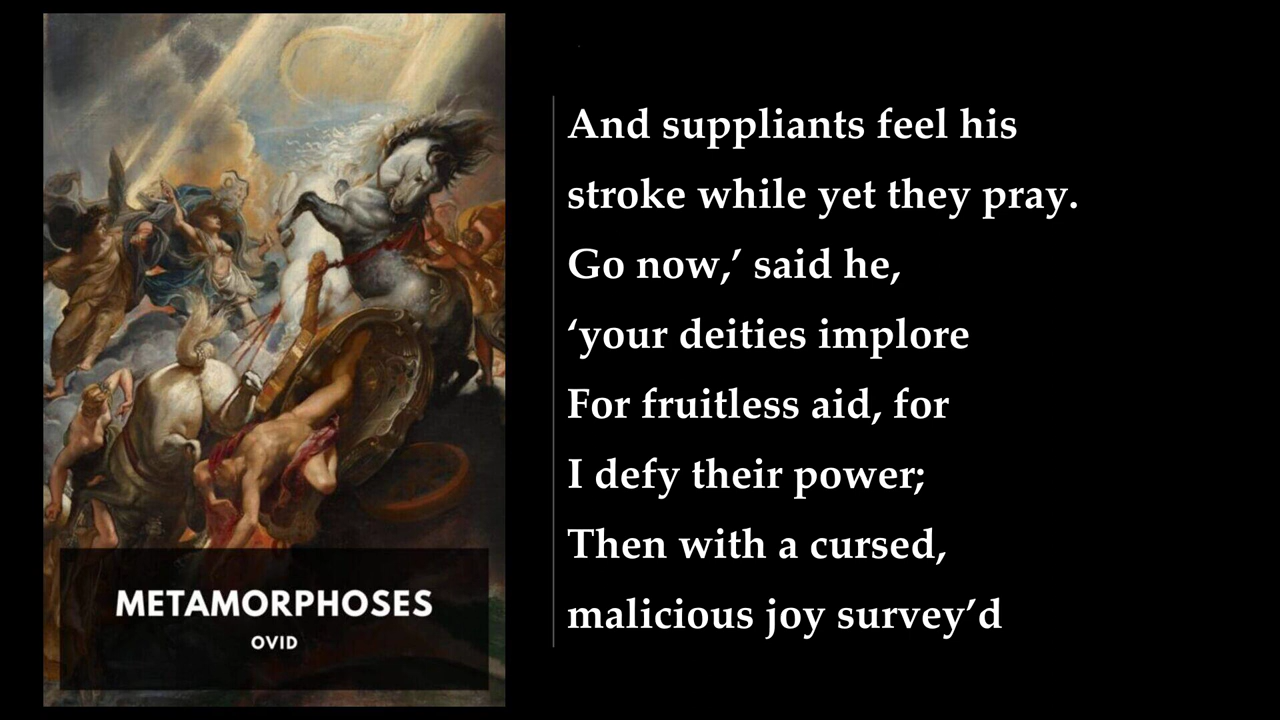 METAMORPHOSES
OVID
And suppliants feel his
stroke while yet they pray.
Go now,’ said he,
‘your deities implore
For fruitless aid, for
I defy their power;
Then with a cursed,
malicious joy survey’d